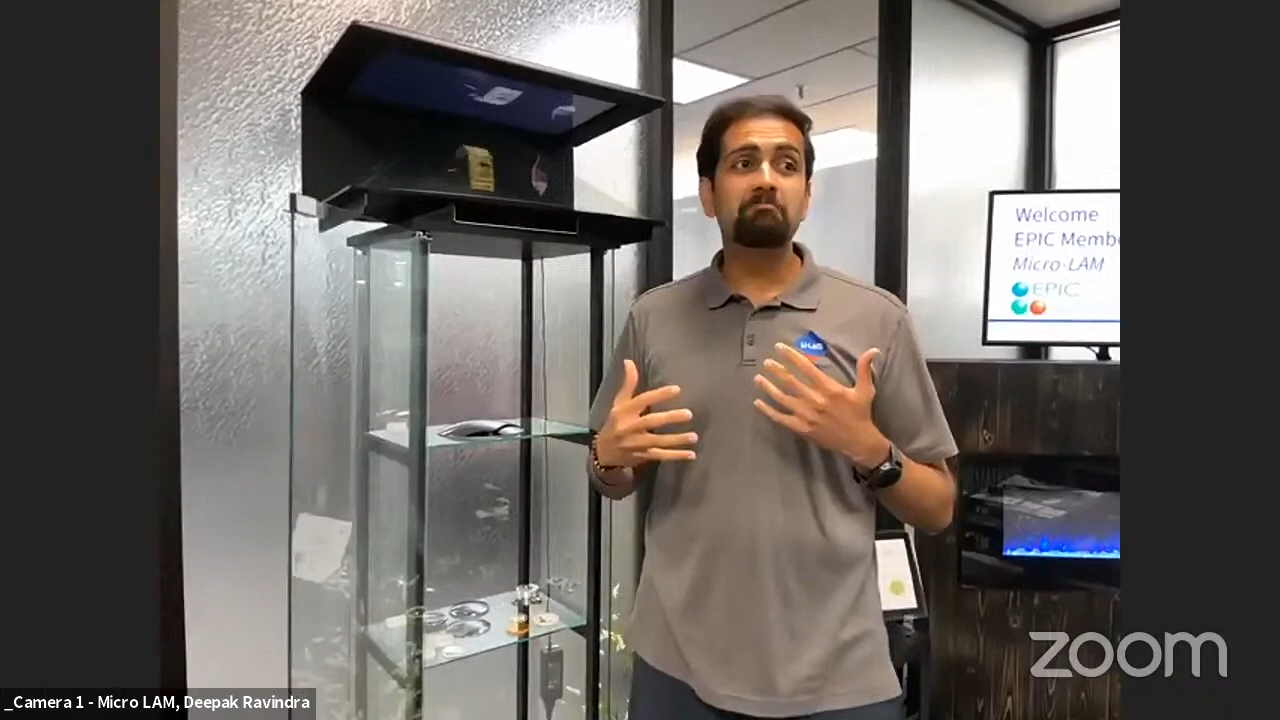 Welcome
EPIC Memb
Micro-LAM
EPIC
zoom
_Camera 1 - Micro LAM, Deepak Ravindra